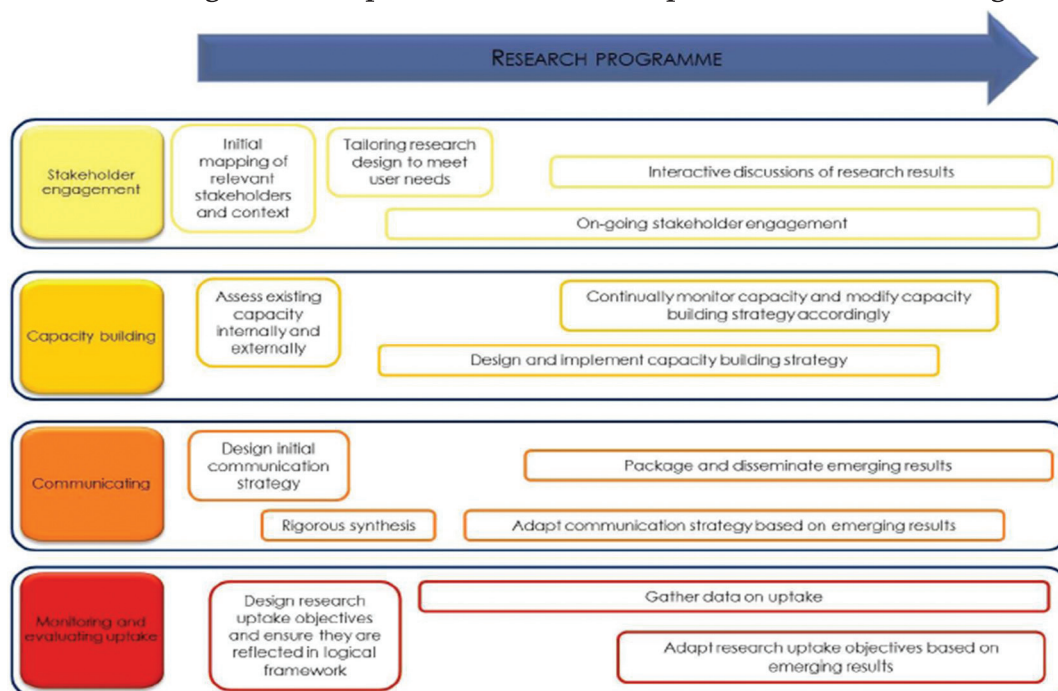 RESEARCH PROGRAMME
Stakeholder
engagement
Initial
mapping of
relevant
stakeholders
and context
Tailoring research
design to meet
user needs
Interactive discussions of research results
On-going stakeholder engagement
Capacity building
Assess existing
capacity
internally and
externally
Continually monitor capacity and modify capacity
building strategy accordingly
Design and implement capacity building strategy
Communicating
Design initial
communication
strategy
Package and disseminate emerging results
Rigorous synthesis
Adapt communication strategy based on emerging results
Monitoring and
evaluating uptake
Design research
uptake objectives
and ensure they are
reflected in logical
framework
Gather data on uptake
Adapt research uptake objectives based on
emerging results